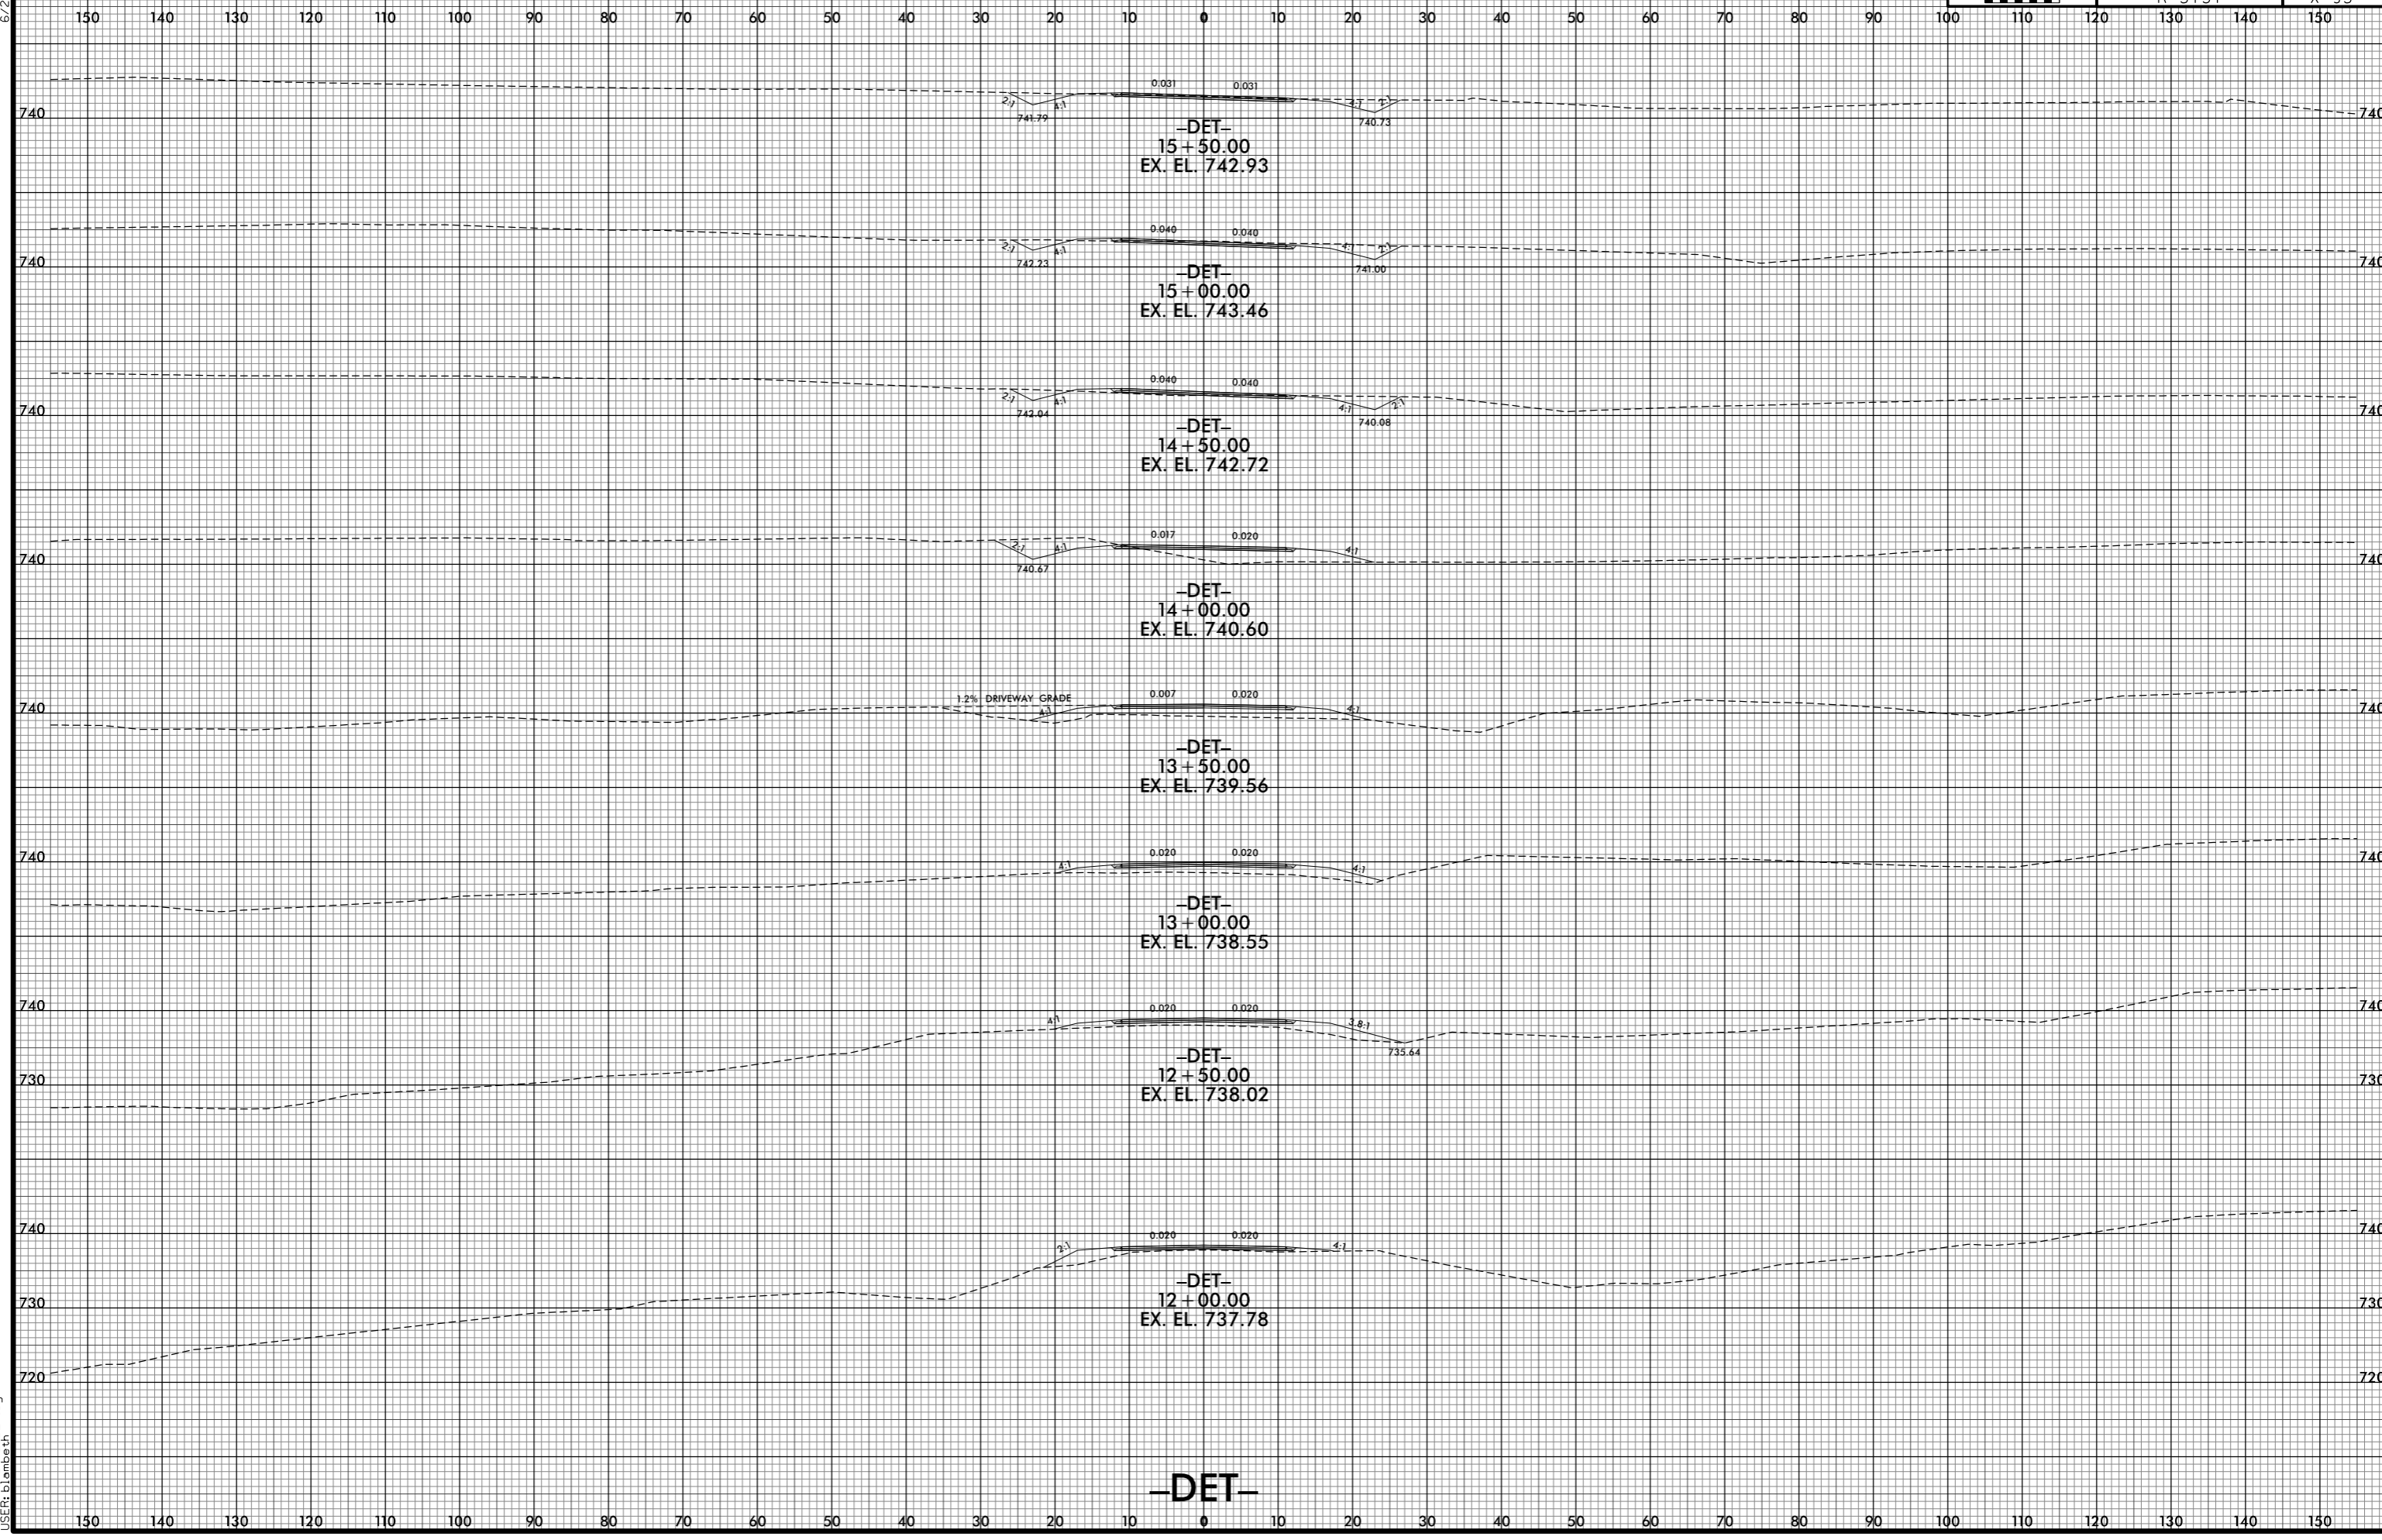 150 140 130 120 110 100 90 80 70 60 50 40 30 20 10 0 10 20 30 40 50 60 70 80 90 100 110 120 130 140 150
0.031 0.031
2:1 4:1 4:1 2:1
740 741.79 740.73 740
–DET–
15+50.00
EX. EL. 742.93
0.040 0.040
2:1 4:1 4:1 2:1
740 742.23 741.00 740
–DET–
15+00.00
EX. EL. 743.46
0.040 0.040
2:1 4:1 4:1 2:1
740 742.04 740.08 740
–DET–
14+50.00
EX. EL. 742.72
0.017 0.020
2:1 4:1 4:1
740 740.67 740
–DET–
14+00.00
EX. EL. 740.60
1.2% DRIVEWAY GRADE 0.007 0.020
740 4:1 4:1 740
–DET–
13+50.00
EX. EL. 739.56
740 0.020 0.020 740
4:1 4:1
–DET–
13+00.00
EX. EL. 738.55
740 0.020 0.020 740
4:1 3.8:1
735.64
–DET–
12+50.00
730 730
EX. EL. 738.02
740 0.020 0.020 740
2:1 4:1
–DET–
12+00.00
730 730
EX. EL. 737.78
720 720
–DET–
150 140 130 120 110 100 90 80 70 60 50 40 30 20 10 0 10 20 30 40 50 60 70 80 90 100 110 120 130 140 150
USER: blambeth